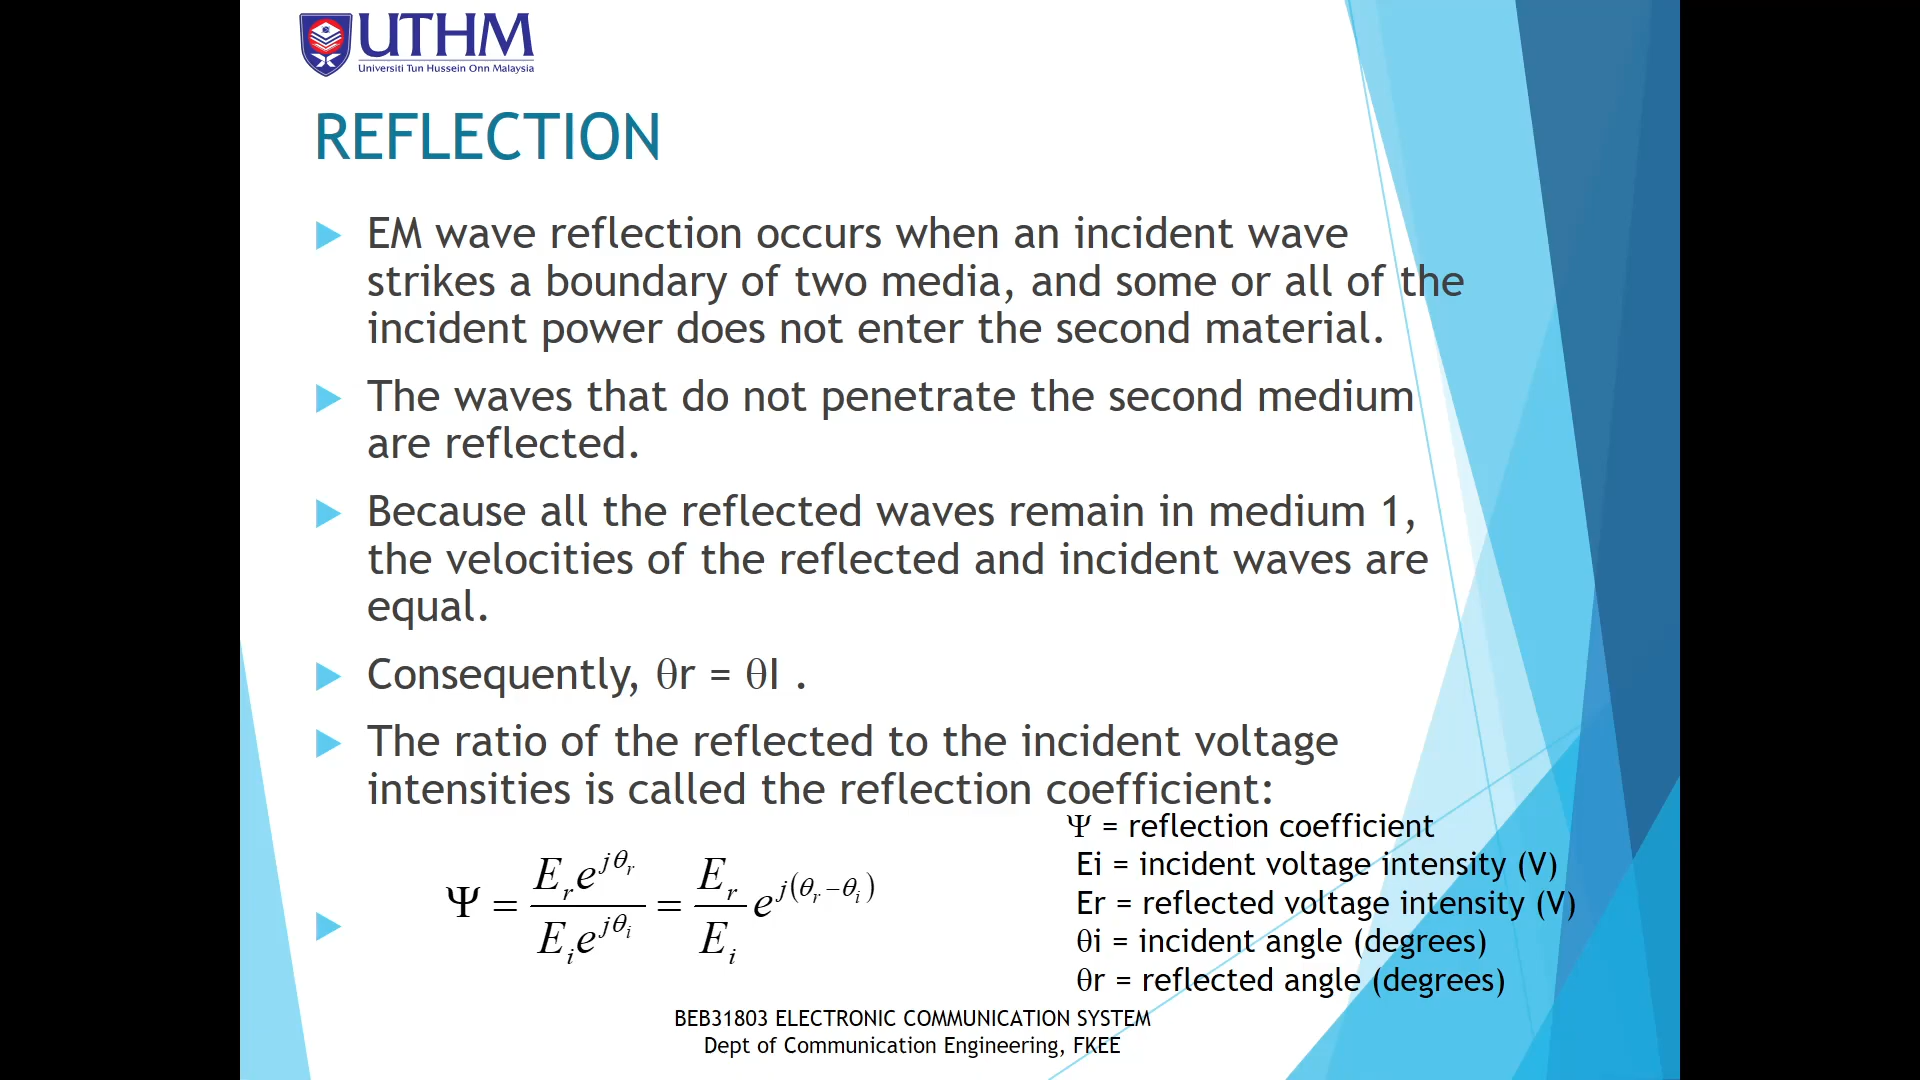 UTHM
Universiti Tun Hussein Onn Malaysia
REFLECTION
EM wave reflection occurs when an incident wave
strikes a boundary of two media, and some or all of the
incident power does not enter the second material.
The waves that do not penetrate the second medium
are reflected.
Because all the reflected waves remain in medium 1,
the velocities of the reflected and incident waves are
equal.
Consequently, θr = θI .
The ratio of the reflected to the incident voltage
intensities is called the reflection coefficient:
Ψ = E_r e^{jθ_r} / E_i e^{jθ_i} = E_r / E_i e^{j(θ_r−θ_i)}
Ψ = reflection coefficient
Ei = incident voltage intensity (V)
Er = reflected voltage intensity (V)
θi = incident angle (degrees)
θr = reflected angle (degrees)
BEB31803 ELECTRONIC COMMUNICATION SYSTEM
Dept of Communication Engineering, FKEE